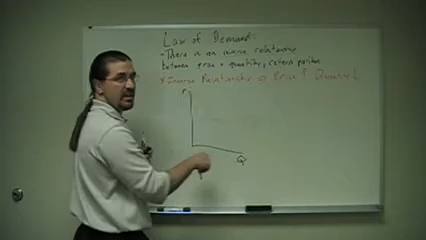 Law of Demand:
- There is an inverse relationship
between price + quantity, ceteris paribus
* Inverse Relationship Price ↑ Quantity ↓
P
Q